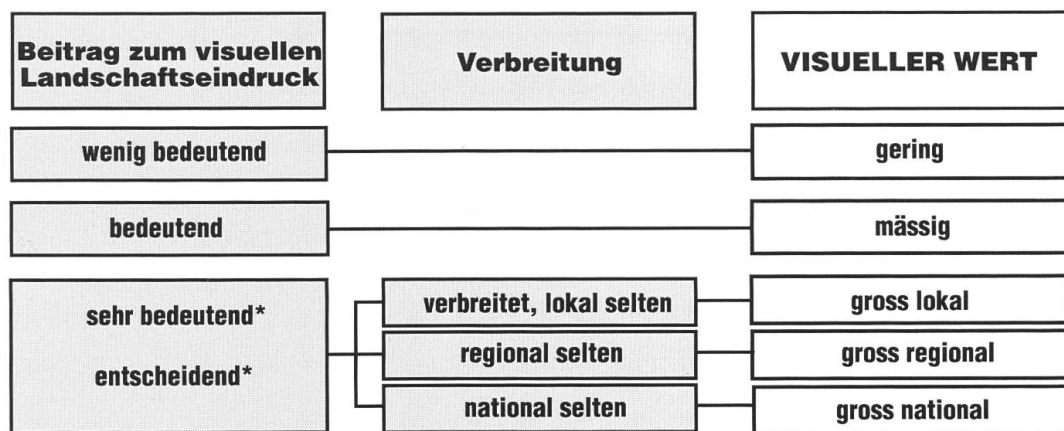 Beitrag zum visuellen
Landschaftseindruck
Verbreitung
VISUELLER WERT
wenig bedeutend
gering
bedeutend
mässig
sehr bedeutend*
entscheidend*
verbreitet, lokal selten
gross lokal
regional selten
gross regional
national selten
gross national